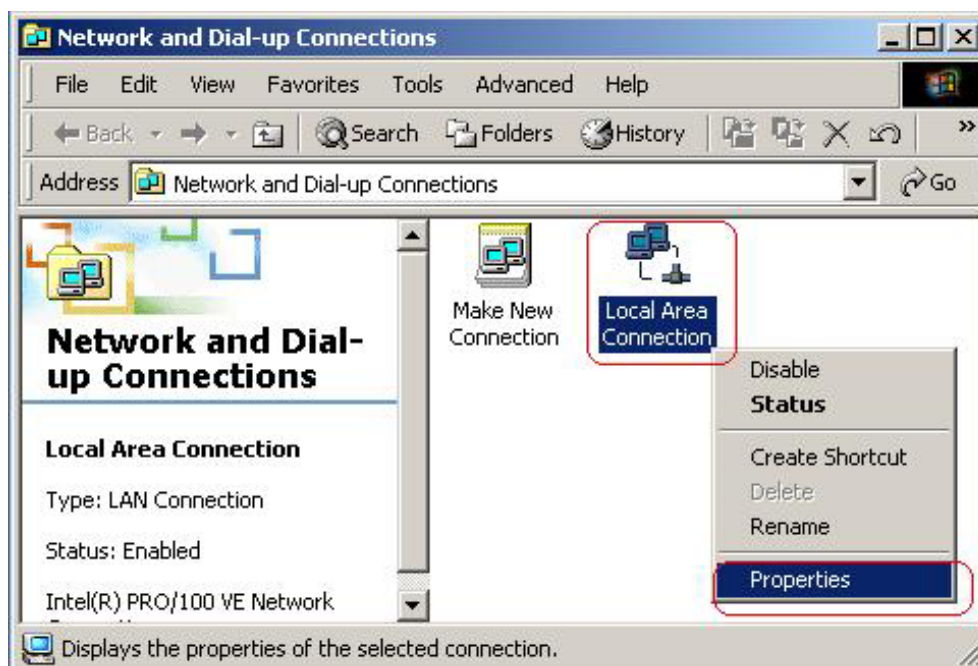 Network and Dial-up Connections
File Edit View Favorites Tools Advanced Help
Back Search Folders History »
Address Network and Dial-up Connections Go
Network and Dial-
up Connections
Local Area Connection
Type: LAN Connection
Status: Enabled
Intel(R) PRO/100 VE Network
Make New
Connection
Local Area
Connection
Disable
Status
Create Shortcut
Delete
Rename
Properties
Displays the properties of the selected connection.